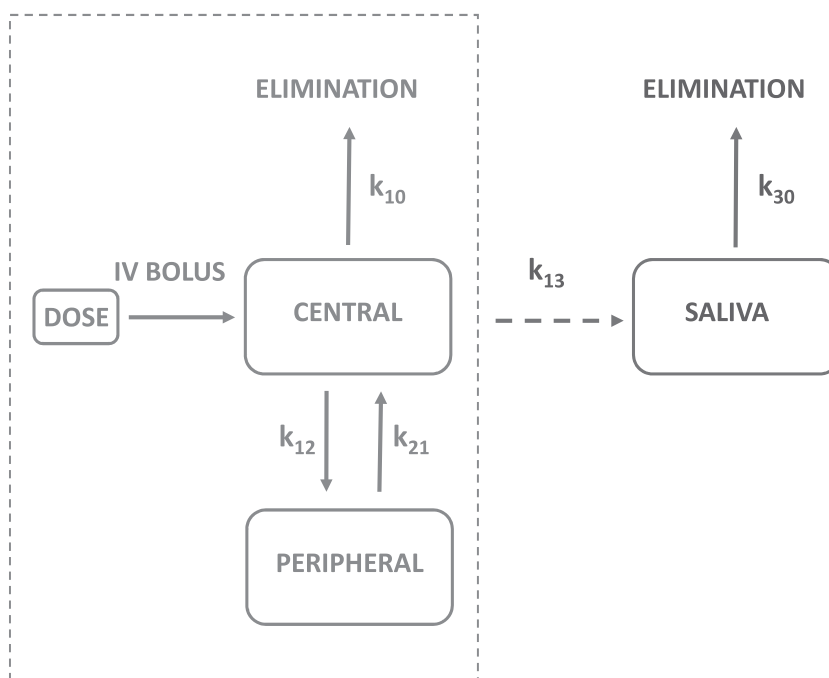 ELIMINATION
ELIMINATION
k10
k30
IV BOLUS
k13
DOSE
CENTRAL
SALIVA
k12
k21
PERIPHERAL